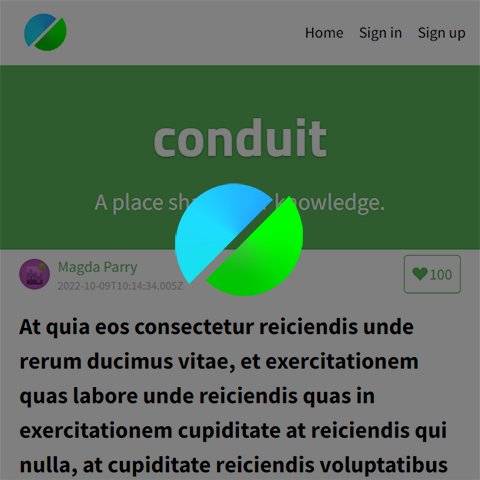 Home Sign in Sign up
conduit
A place sha knowledge.
Magda Parry
2022-10-09T10:14:34.005Z
100
At quia eos consectetur reiciendis unde
rerum ducimus vitae, et exercitationem
quas labore unde reiciendis quas in
exercitationem cupiditate at reiciendis qui
nulla, at cupiditate reiciendis voluptatibus